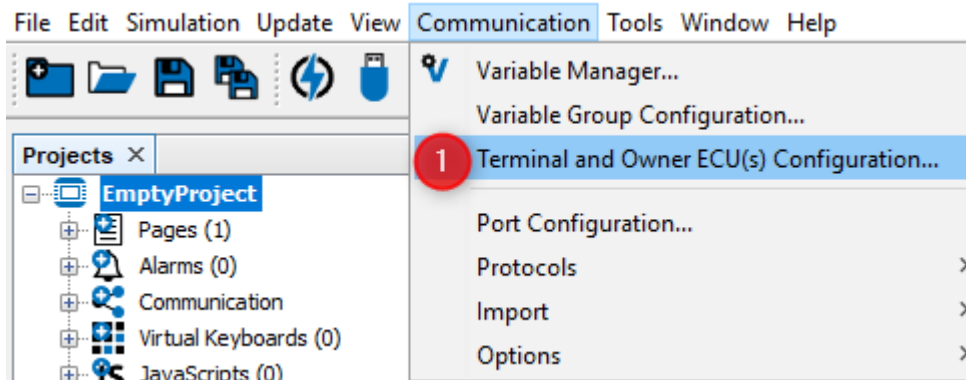 File Edit Simulation Update View Communication Tools Window Help
Variable Manager...
Variable Group Configuration...
1 Terminal and Owner ECU(s) Configuration...
Port Configuration...
Protocols
Import
Options
Projects
EmptyProject
Pages (1)
Alarms (0)
Communication
Virtual Keyboards (0)
JavaScripts (0)